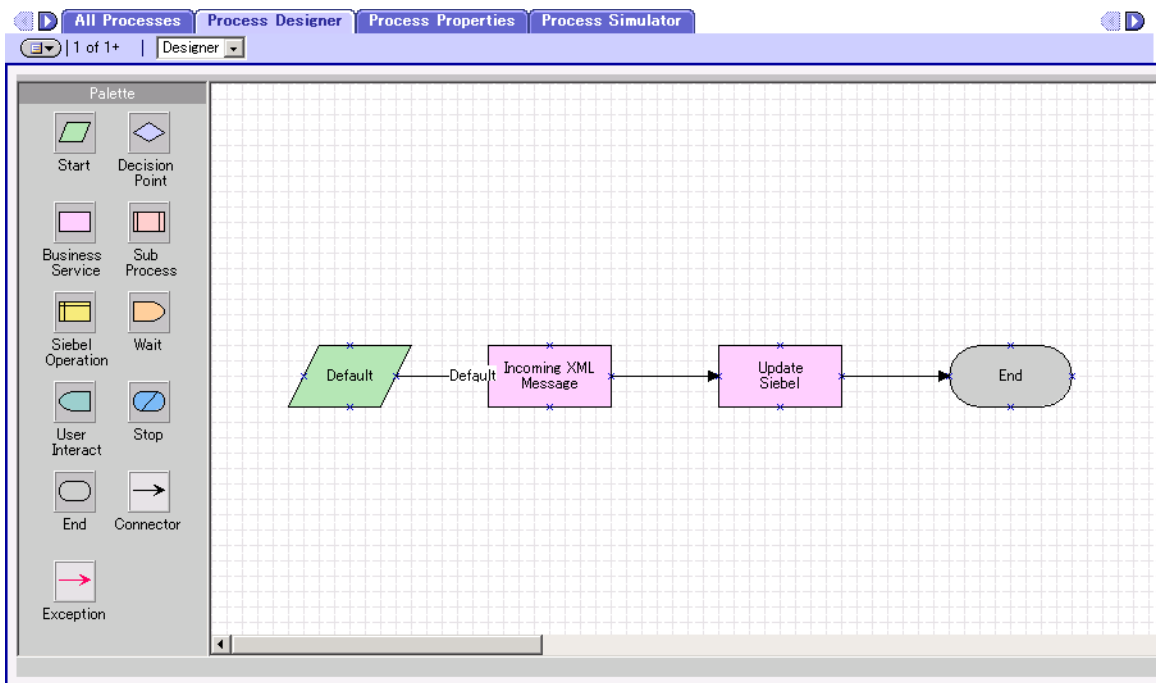 All Processes
Process Designer
Process Properties
Process Simulator
1 of 1+
Designer
Palette
Start
Decision
Point
Business
Service
Sub
Process
Siebel
Operation
Wait
User
Interact
Stop
End
Connector
Exception
Default
Default
Incoming XML
Message
Update
Siebel
End